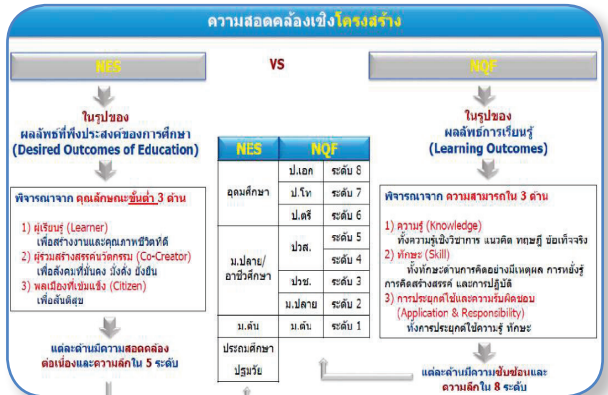 ความสอดคล้องเชิงโครงสร้าง
NES
VS
NQF
ในรูปของ
ผลลัพธ์ที่พึงประสงค์ของการศึกษา
(Desired Outcomes of Education)
พิจารณาจาก คุณลักษณะขั้นต่ำ 3 ด้าน
1) ผู้เรียนรู้ (Learner)
เพื่อสร้างงานและคุณภาพชีวิตที่ดี
2) ผู้ร่วมสร้างสรรค์นวัตกรรม (Co-Creator)
เพื่อสังคมที่มั่นคง มั่งคั่ง ยั่งยืน
3) พลเมืองที่เข้มแข็ง (Citizen)
เพื่อสันติสุข
แต่ละด้านมีความสอดคล้อง
ต่อเนื่องและความลึกใน 5 ระดับ
NES NQF
อุดมศึกษา ป.เอก ระดับ 8
ป.โท ระดับ 7
ป.ตรี ระดับ 6
ม.ปลาย/
อาชีวศึกษา
ปวส. ระดับ 5
ระดับ 4
ปวช. ระดับ 3
ม.ปลาย ระดับ 2
ม.ต้น ม.ต้น ระดับ 1
ประถมศึกษา
ปฐมวัย
ในรูปของ
ผลลัพธ์การเรียนรู้
(Learning Outcomes)
พิจารณาจาก ความสามารถใน 3 ด้าน
1) ความรู้ (Knowledge)
ทั้งความรู้เชิงวิชาการ แนวคิด ทฤษฎี ข้อเท็จจริง
2) ทักษะ (Skill)
ทั้งทักษะด้านการคิดอย่างมีเหตุผล การหยั่งรู้
การคิดสร้างสรรค์ และการปฏิบัติ
3) การประยุกต์ใช้และความรับผิดชอบ
(Application & Responsibility)
ทั้งการประยุกต์ใช้ความรู้ ทักษะ
แต่ละด้านมีความซับซ้อนและ
ความลึกใน 8 ระดับ